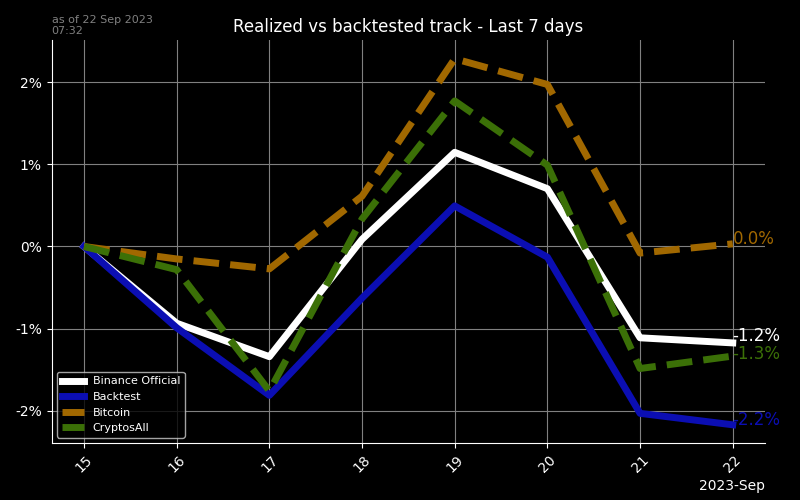 as of 22 Sep 2023
07:32
Realized vs backtested track - Last 7 days
2%
1%
0%
-1%
-2%
0.0%
-1.2%
-1.3%
-2.2%
Binance Official
Backtest
Bitcoin
CryptosAll
15
16
17
18
19
20
21
22
2023-Sep